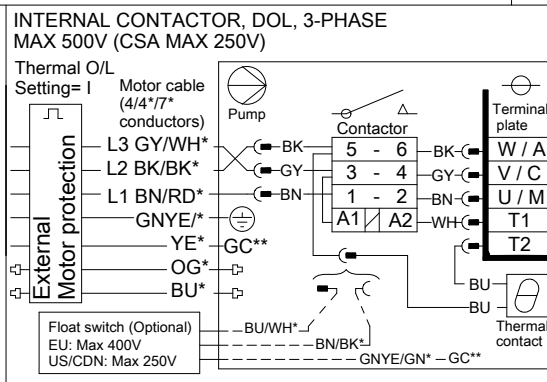 INTERNAL CONTACTOR, DOL, 3-PHASE
MAX 500V (CSA MAX 250V)
Thermal O/L
Setting= I
Motor cable
(4/4*/7*
conductors)
External
Motor protection
L3 GY/WH*
L2 BK/BK*
L1 BN/RD*
GNYE/*
YE*
GC**
OG*
BU*
Pump
BK
GY
BN
Contactor
5 - 6
3 - 4
1 - 2
A1 A2
BK
GY
BN
WH
Terminal
plate
W / A
V / C
U / M
T1
T2
BU
BU
Thermal
contact
Float switch (Optional)
EU: Max 400V
US/CDN: Max 250V
BU/WH*
BN/BK*
GNYE/GN*
GC**